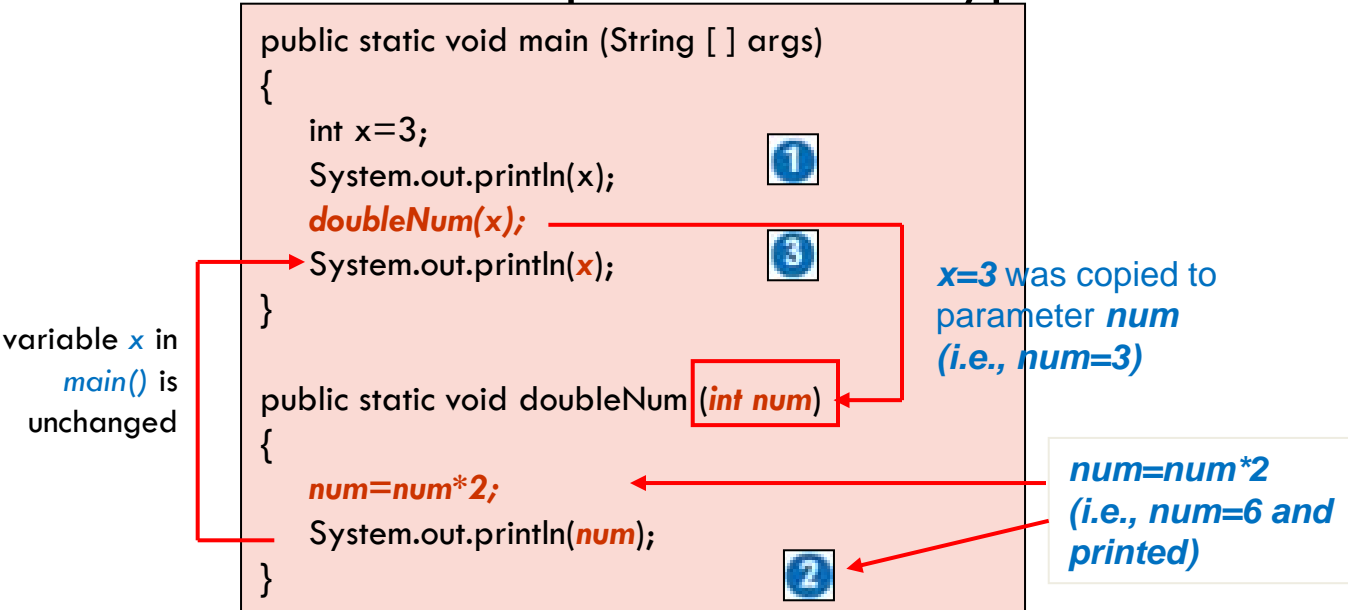 public static void main (String [ ] args)
{
int x=3;
System.out.println(x);
1
doubleNum(x);
System.out.println(x);
3
}
x=3 was copied to
parameter num
(i.e., num=3)
variable x in
main() is
unchanged
public static void doubleNum (int num)
{
num=num*2;
System.out.println(num);
2
}
num=num*2
(i.e., num=6 and
printed)